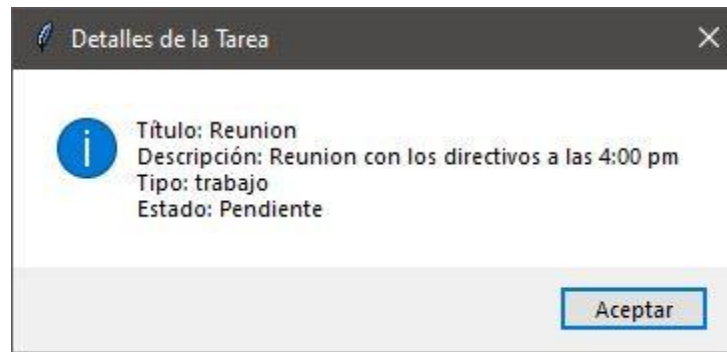 Detalles de la Tarea
Título: Reunion
Descripción: Reunion con los directivos a las 4:00 pm
Tipo: trabajo
Estado: Pendiente
Aceptar